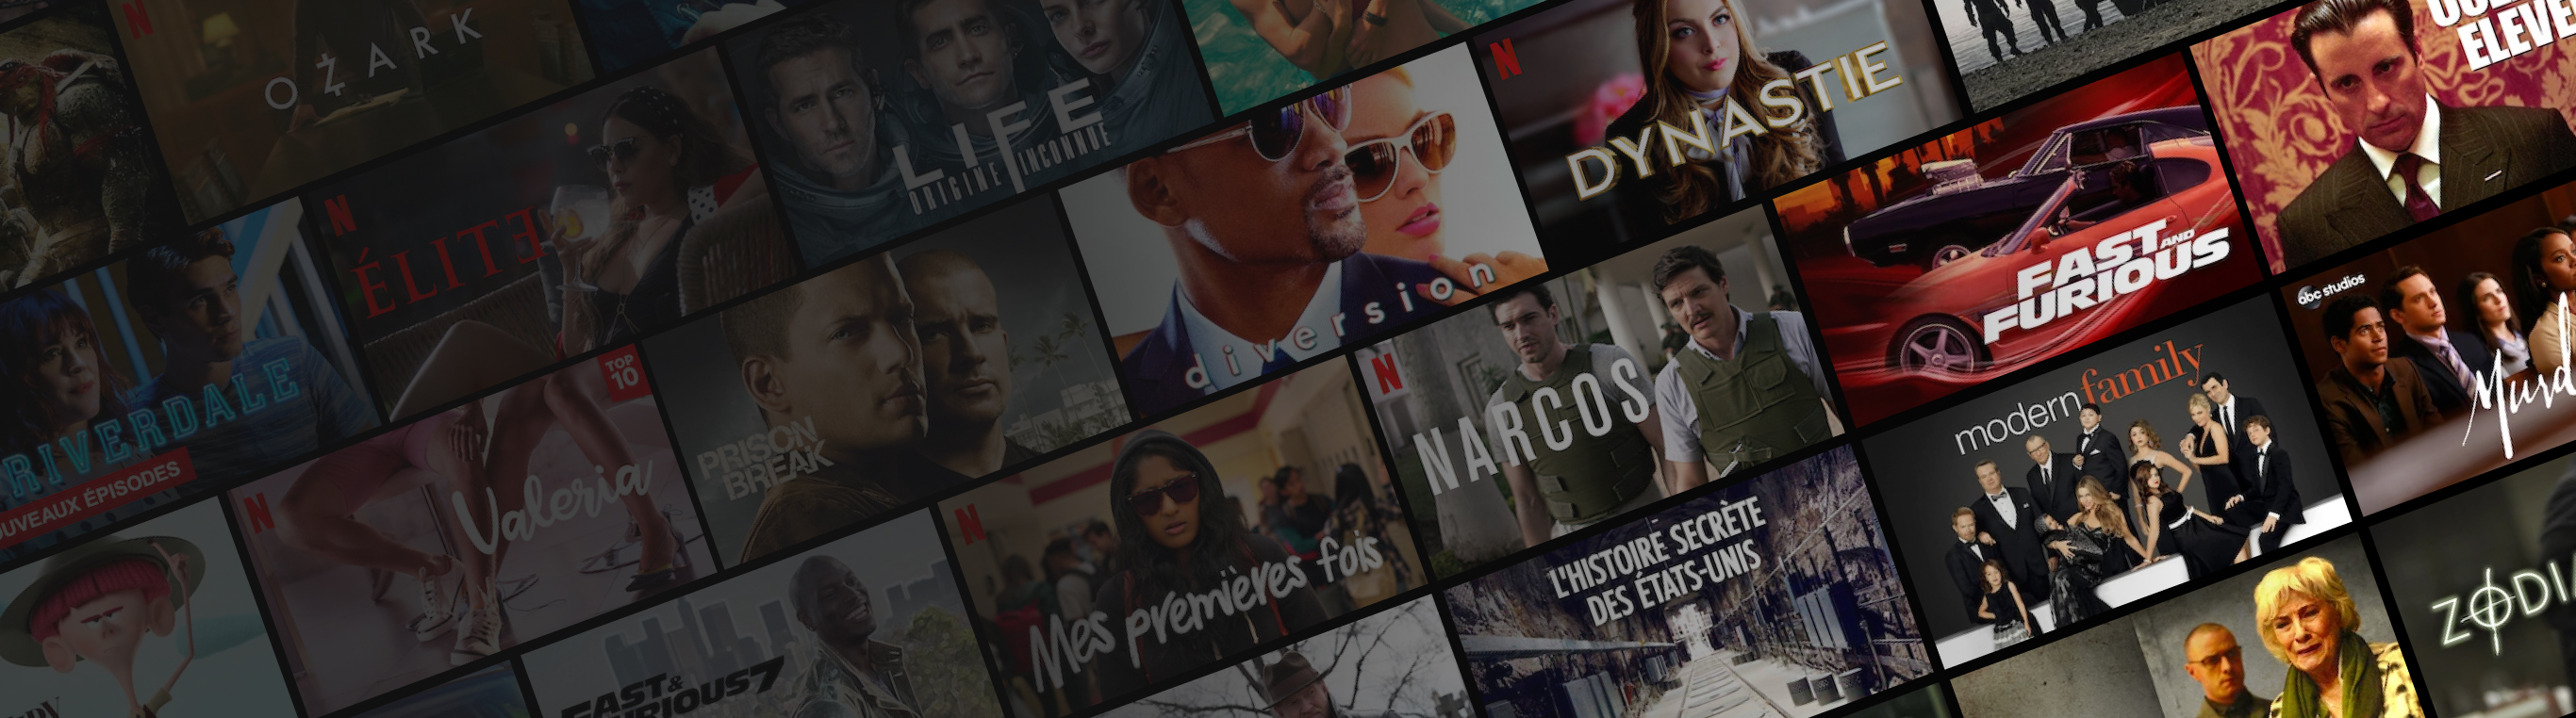 OZARK
LIFE
ORIGINE INCONNUE
DYNASTIE
ELEVE
ÉLITE
diversion
FAST AND
FURIOUS
abc studios
RIVERDALE
NOUVEAUX ÉPISODES
TOP
10
Valeria
PRISON
BREAK
NARCOS
modern family
Murd
Mes premières fois
L'HISTOIRE SECRÈTE
DES ÉTATS-UNIS
FAST &
FURIOUS 7
ZODIA